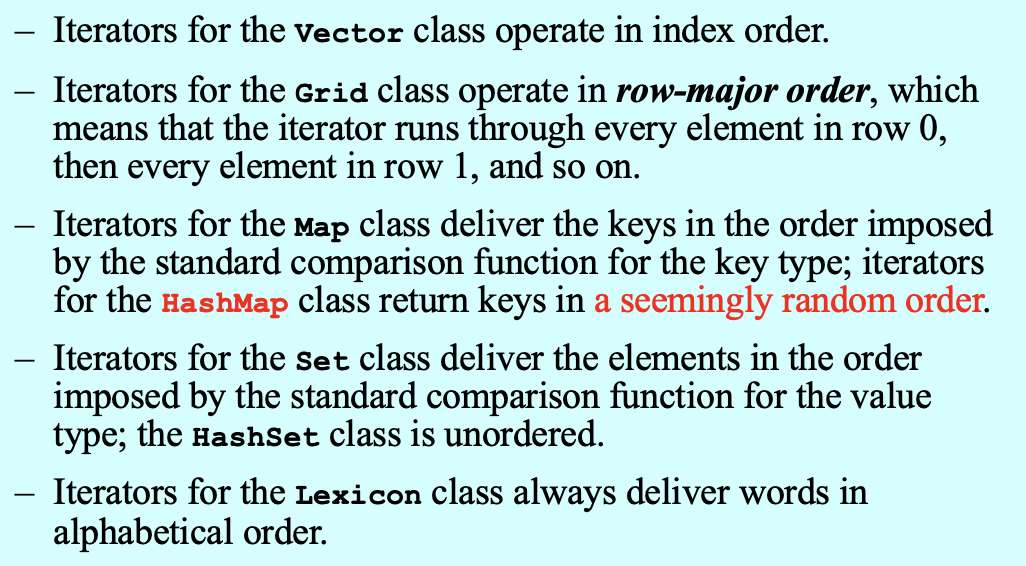 – Iterators for the Vector class operate in index order.
– Iterators for the Grid class operate in row-major order, which
means that the iterator runs through every element in row 0,
then every element in row 1, and so on.
– Iterators for the Map class deliver the keys in the order imposed
by the standard comparison function for the key type; iterators
for the HashMap class return keys in a seemingly random order.
– Iterators for the Set class deliver the elements in the order
imposed by the standard comparison function for the value
type; the HashSet class is unordered.
– Iterators for the Lexicon class always deliver words in
alphabetical order.